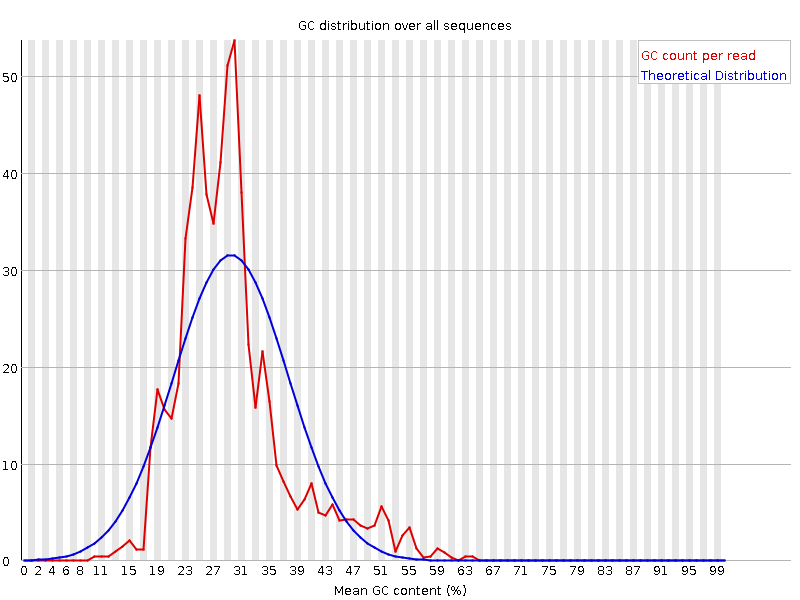 GC distribution over all sequences
GC count per read
Theoretical Distribution
50
40
30
20
10
0
0 2 4 6 8 11 15 19 23 27 31 35 39 43 47 51 55 59 63 67 71 75 79 83 87 91 95 99
Mean GC content (%)